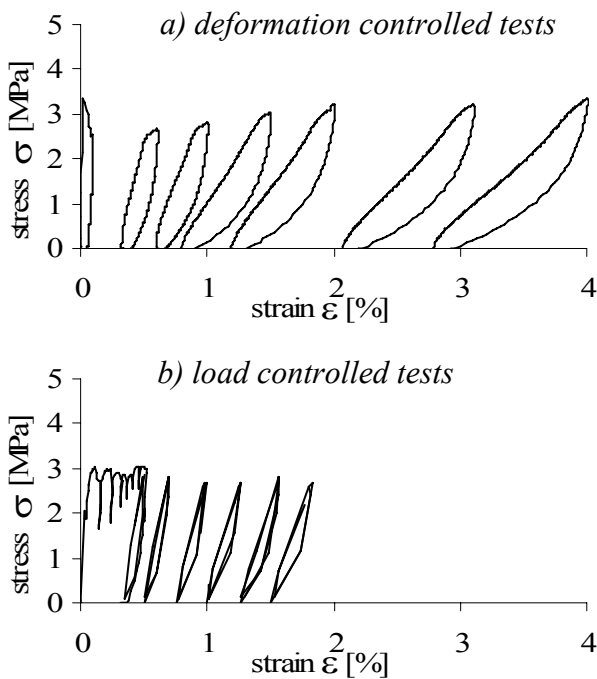 a) deformation controlled tests
5
4
3
2
1
0
stress σ [MPa]
0 1 2 3 4
strain ε [%]
b) load controlled tests
5
4
3
2
1
0
stress σ [MPa]
0 1 2 3 4
strain ε [%]